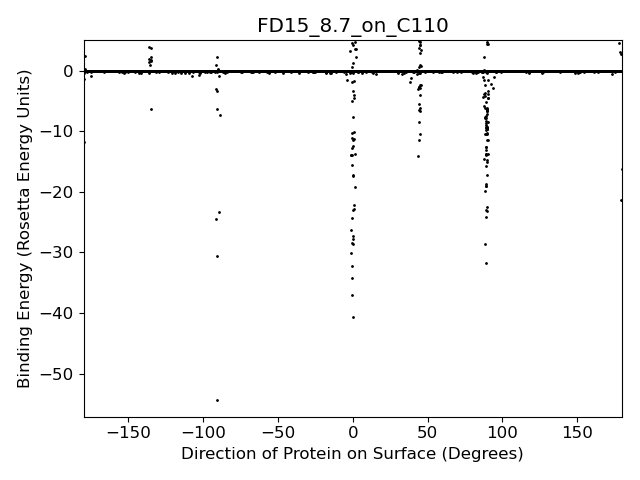 FD15_8.7_on_C110
Binding Energy (Rosetta Energy Units)
0
−10
−20
−30
−40
−50
−150 −100 −50 0 50 100 150
Direction of Protein on Surface (Degrees)